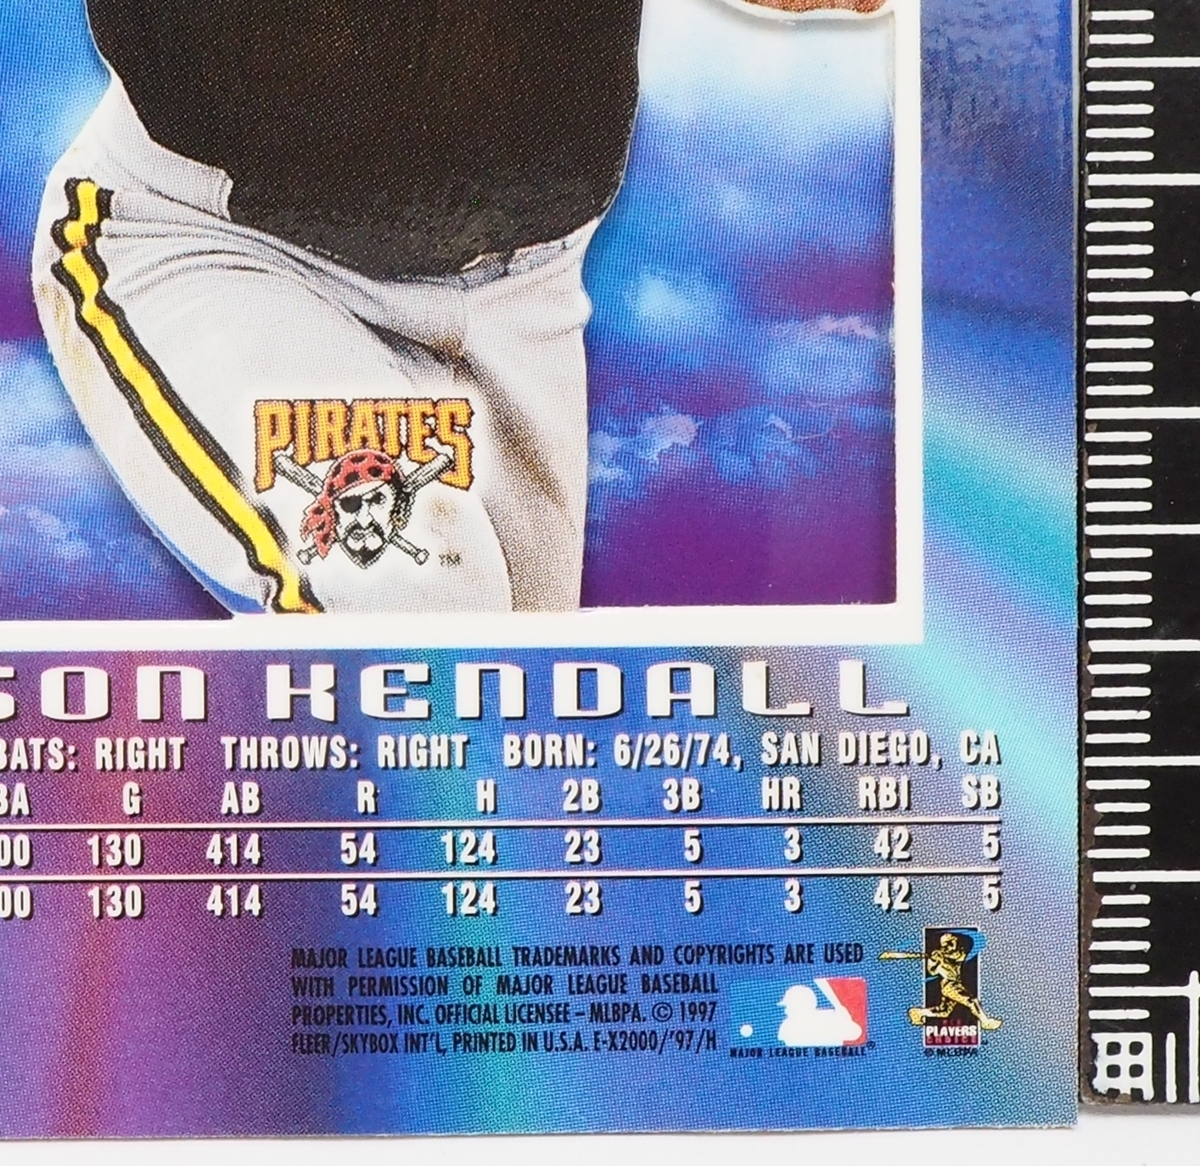 PIRATES
TM
SON KENDALL
BATS: RIGHT THROWS: RIGHT BORN: 6/26/74, SAN DIEGO, CA
BA G AB R H 2B 3B HR RBI SB
00 130 414 54 124 23 5 3 42 5
00 130 414 54 124 23 5 3 42 5
MAJOR LEAGUE BASEBALL TRADEMARKS AND COPYRIGHTS ARE USED
WITH PERMISSION OF MAJOR LEAGUE BASEBALL
PROPERTIES, INC. OFFICIAL LICENSEE – MLBPA. © 1997
FLEER/SKYBOX INT'L, PRINTED IN U.S.A. E-X2000/'97/H
MAJOR LEAGUE BASEBALL®
PLAYERS
CHOICE
© MLBPA